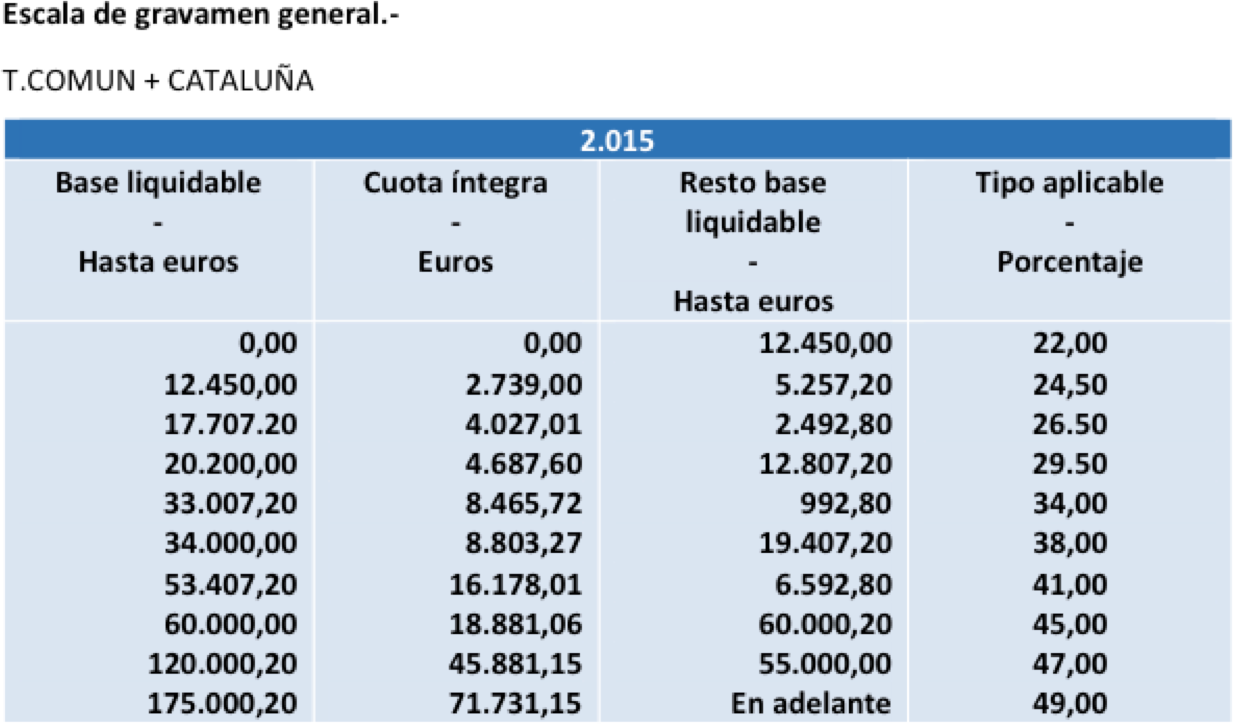 Escala de gravamen general.-
T.COMUN + CATALUÑA
2.015
Base liquidable - Hasta euros Cuota íntegra - Euros Resto base liquidable - Hasta euros Tipo aplicable - Porcentaje
0,00 0,00 12.450,00 22,00
12.450,00 2.739,00 5.257,20 24,50
17.707.20 4.027,01 2.492,80 26.50
20.200,00 4.687,60 12.807,20 29.50
33.007,20 8.465,72 992,80 34,00
34.000,00 8.803,27 19.407,20 38,00
53.407,20 16.178,01 6.592,80 41,00
60.000,00 18.881,06 60.000,20 45,00
120.000,20 45.881,15 55.000,00 47,00
175.000,20 71.731,15 En adelante 49,00